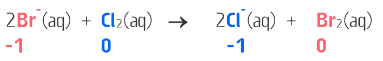 2Br⁻(aq) + Cl₂(aq) → 2Cl⁻(aq) + Br₂(aq)
-1 0 -1 0